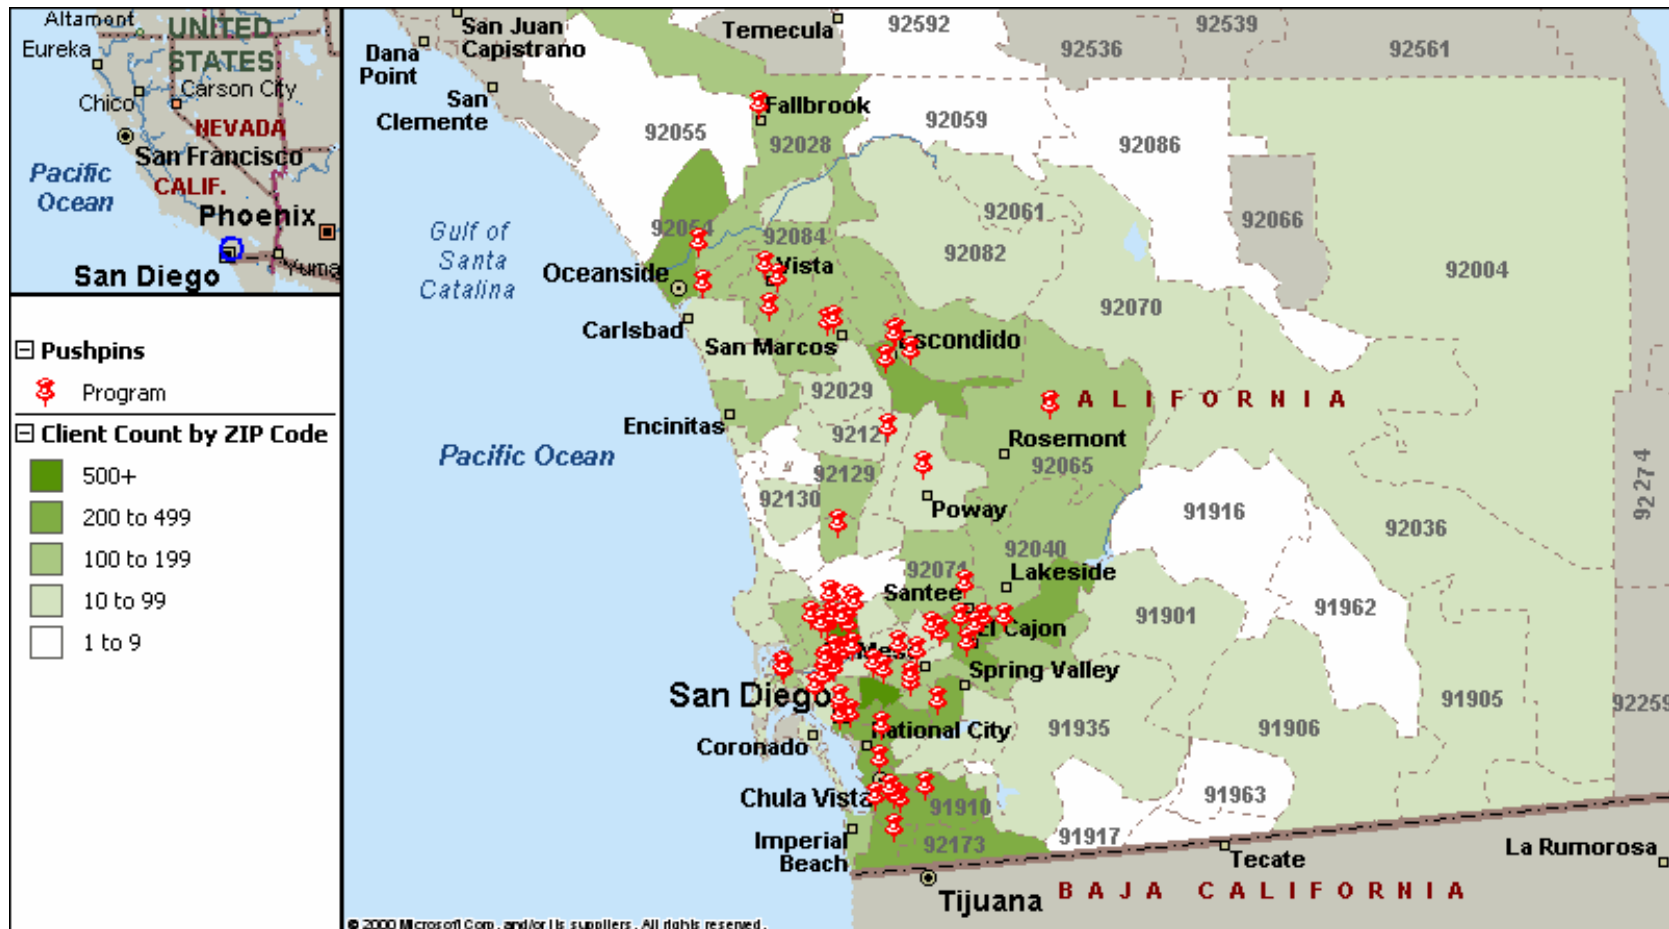 Altamont
UNITED
STATES
Eureka
Carson City
Chico
NEVADA
San Francisco
CALIF.
Pacific
Ocean
Phoenix
San Diego
Yuma
Pushpins
Program
Client Count by ZIP Code
500+
200 to 499
100 to 199
10 to 99
1 to 9
San Juan
Capistrano
Temecula
92592
92539
92536
92561
Dana
Point
San
Clemente
Fallbrook
92055
92028
92059
92086
92054
92061
92066
92084
92082
92004
Gulf of
Santa
Catalina
Oceanside
Vista
92070
Carlsbad
San Marcos
Escondido
92029
CALIFORNIA
Encinitas
9212
Rosemont
Pacific Ocean
92065
92129
92130
92274
Poway
91916
92036
92040
92071
Lakeside
Santee
91962
91901
El Cajon
Mesa
Spring Valley
San Diego
91905
92259
National City
91935
91906
Coronado
Chula Vista
91910
91963
Imperial
Beach
92173
91917
Tecate
La Rumorosa
Tijuana
BAJA CALIFORNIA
© 2000 Microsoft Corp. and/or its suppliers. All rights reserved.